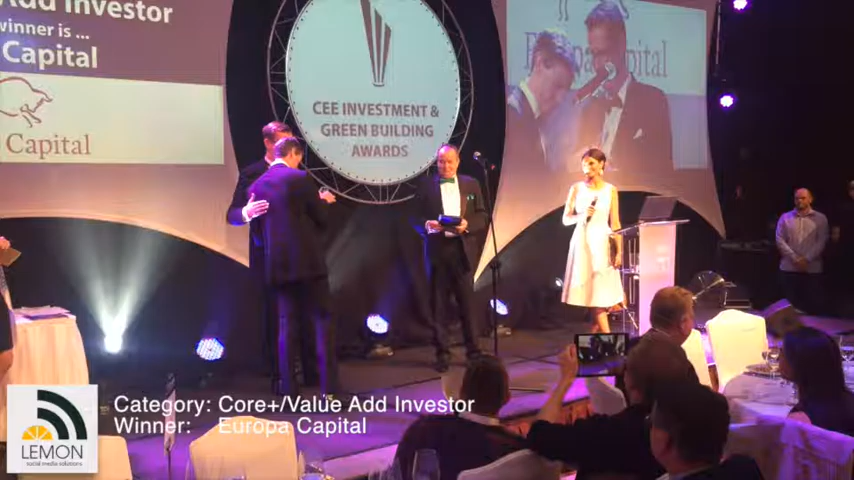 Add Investor
winner is ...
Capital
Capital
CEE INVESTMENT &
GREEN BUILDING
AWARDS
Capital
Category: Core+/Value Add Investor
Winner: Europa Capital
LEMON
social media solutions